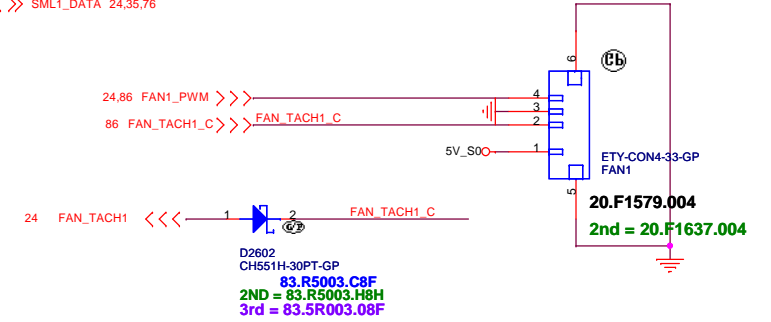 SML1_DATA 24,35,76
6
24,86 FAN1_PWM
4
3
86 FAN_TACH1_C
FAN_TACH1_C
2
5V_S0
1
ETY-CON4-33-GP
FAN1
5
20.F1579.004
2nd = 20.F1637.004
24 FAN_TACH1
1
2
FAN_TACH1_C
D2602
CH551H-30PT-GP
83.R5003.C8F
2ND = 83.R5003.H8H
3rd = 83.5R003.08F